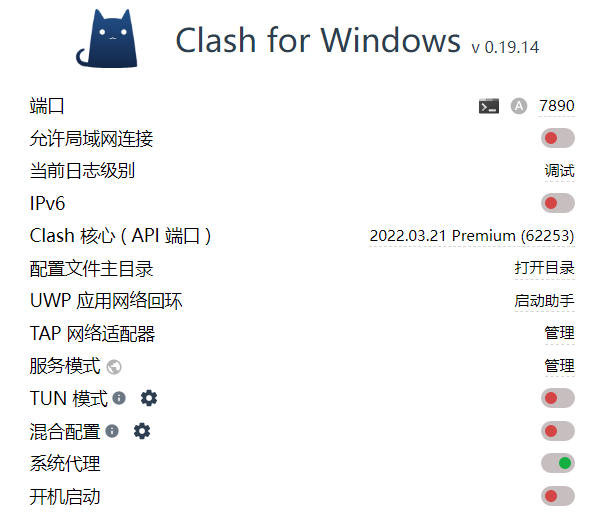 Clash for Windows v 0.19.14
端口 A 7890
允许局域网连接
当前日志级别 调试
IPv6
Clash 核心 ( API 端口 ) 2022.03.21 Premium (62253)
配置文件主目录 打开目录
UWP 应用网络回环 启动助手
TAP 网络适配器 管理
服务模式 管理
TUN 模式
混合配置
系统代理
开机启动